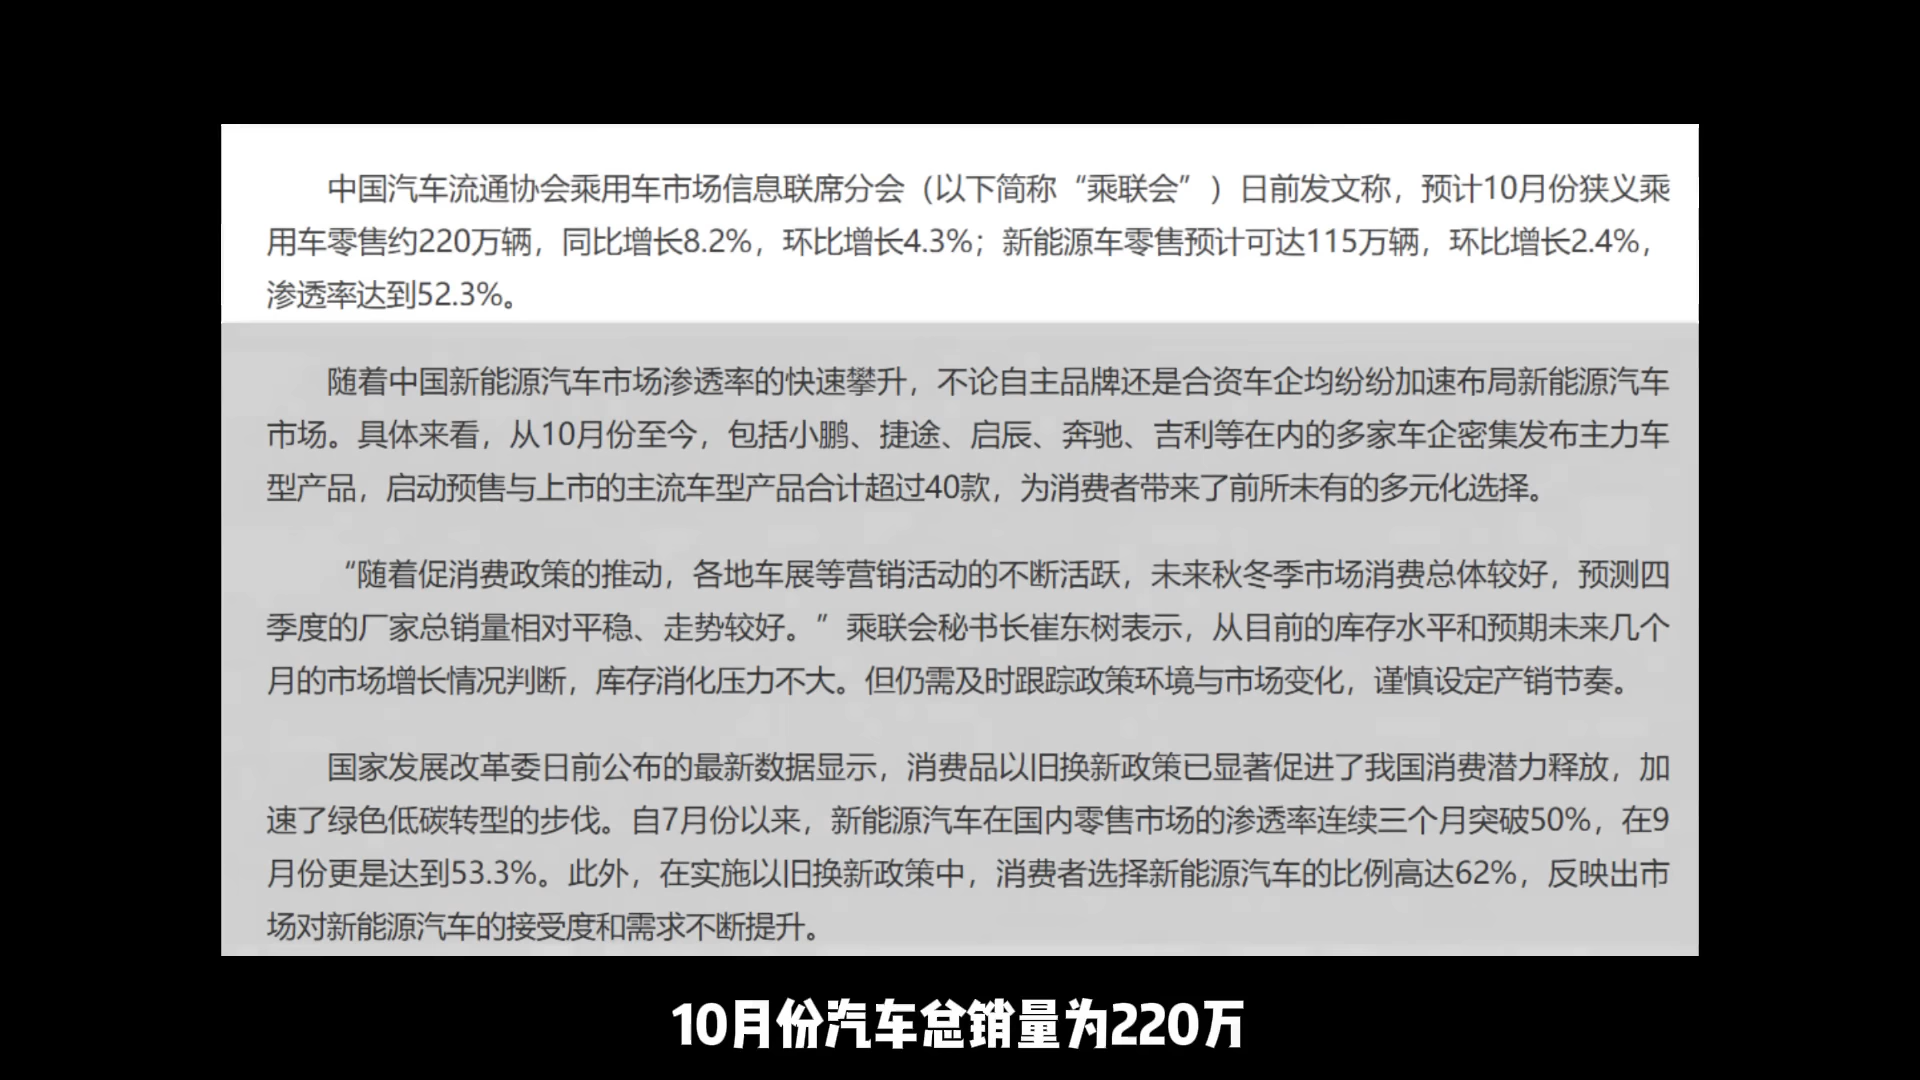 中国汽车流通协会乘用车市场信息联席分会（以下简称“乘联会”）日前发文称，预计10月份狭义乘
用车零售约220万辆，同比增长8.2%，环比增长4.3%；新能源车零售预计可达115万辆，环比增长2.4%，
渗透率达到52.3%。
随着中国新能源汽车市场渗透率的快速攀升，不论自主品牌还是合资车企均纷纷加速布局新能源汽车
市场。具体来看，从10月份至今，包括小鹏、捷途、启辰、奔驰、吉利等在内的多家车企密集发布主力车
型产品，启动预售与上市的主流车型产品合计超过40款，为消费者带来了前所未有的多元化选择。
“随着促消费政策的推动，各地车展等营销活动的不断活跃，未来秋冬季市场消费总体较好，预测四
季度的厂家总销量相对平稳、走势较好。”乘联会秘书长崔东树表示，从目前的库存水平和预期未来几个
月的市场增长情况判断，库存消化压力不大。但仍需及时跟踪政策环境与市场变化，谨慎设定产销节奏。
国家发展改革委日前公布的最新数据显示，消费品以旧换新政策已显著促进了我国消费潜力释放，加
速了绿色低碳转型的步伐。自7月份以来，新能源汽车在国内零售市场的渗透率连续三个月突破50%，在9
月份更是达到53.3%。此外，在实施以旧换新政策中，消费者选择新能源汽车的比例高达62%，反映出市
场对新能源汽车的接受度和需求不断提升。
10月份汽车总销量为220万